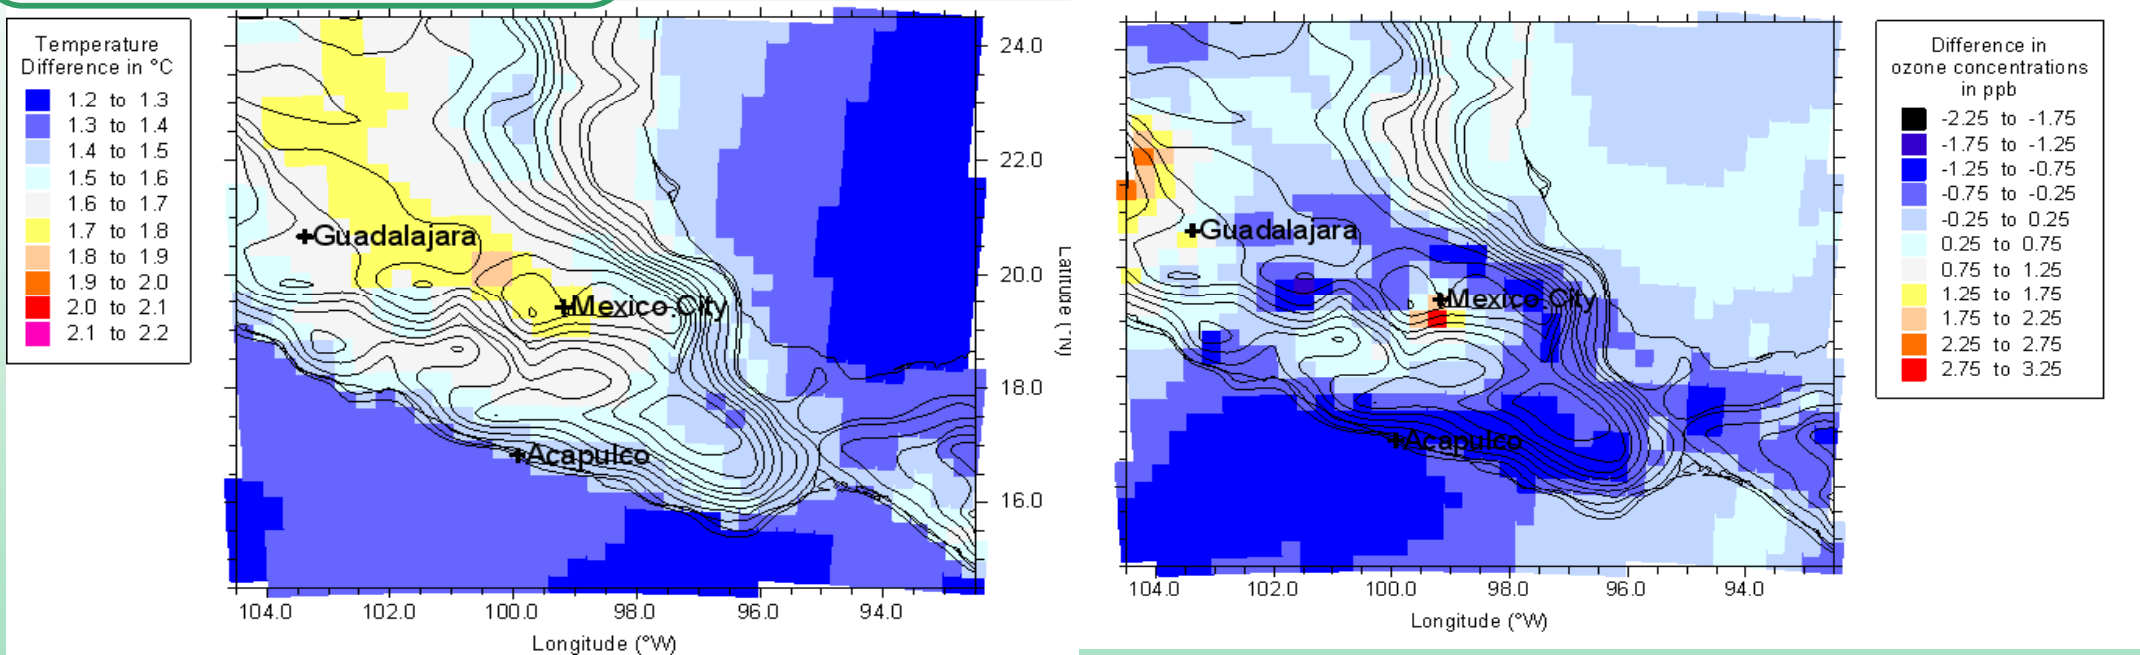 Temperature
Difference in °C
1.2 to 1.3
1.3 to 1.4
1.4 to 1.5
1.5 to 1.6
1.6 to 1.7
1.7 to 1.8
1.8 to 1.9
1.9 to 2.0
2.0 to 2.1
2.1 to 2.2
Guadalajara
Mexico City
Acapulco
24.0
22.0
20.0
18.0
16.0
Latitude (°N)
104.0 102.0 100.0 98.0 96.0 94.0
Longitude (°W)
Guadalajara
Mexico City
Acapulco
104.0 102.0 100.0 98.0 96.0 94.0
Longitude (°W)
Difference in
ozone concentrations
in ppb
-2.25 to -1.75
-1.75 to -1.25
-1.25 to -0.75
-0.75 to -0.25
-0.25 to 0.25
0.25 to 0.75
0.75 to 1.25
1.25 to 1.75
1.75 to 2.25
2.25 to 2.75
2.75 to 3.25